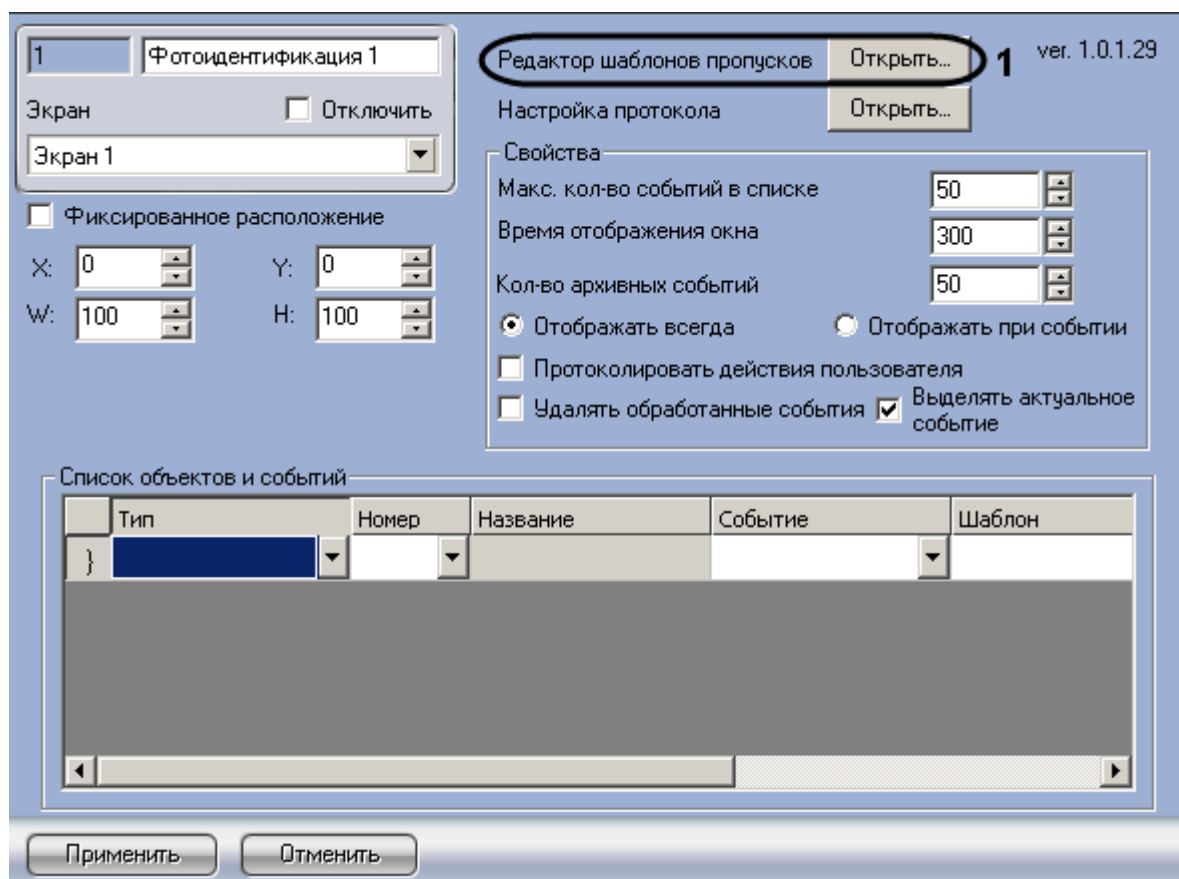 1 Фотоидентификация 1
Экран Отключить
Экран 1
Фиксированное расположение
X: 0 Y: 0
W: 100 H: 100
Редактор шаблонов пропусков Открыть... 1 ver. 1.0.1.29
Настройка протокола Открыть...
Свойства
Макс. кол-во событий в списке 50
Время отображения окна 300
Кол-во архивных событий 50
Отображать всегда Отображать при событии
Протоколировать действия пользователя
Удалять обработанные события Выделять актуальное
событие
Список объектов и событий
Тип Номер Название Событие Шаблон
}
Применить Отменить